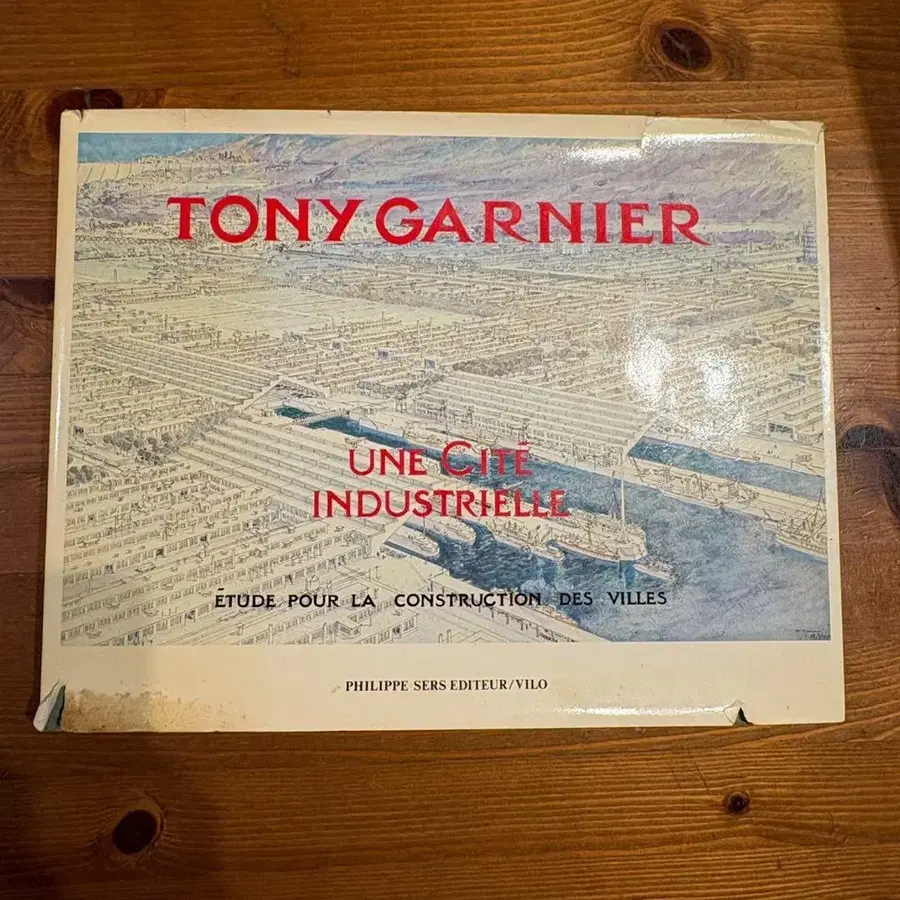 TONY GARNIER
UNE CITÉ
INDUSTRIELLE
ÉTUDE POUR LA CONSTRUCTION DES VILLES
PHILIPPE SERS EDITEUR/VILO